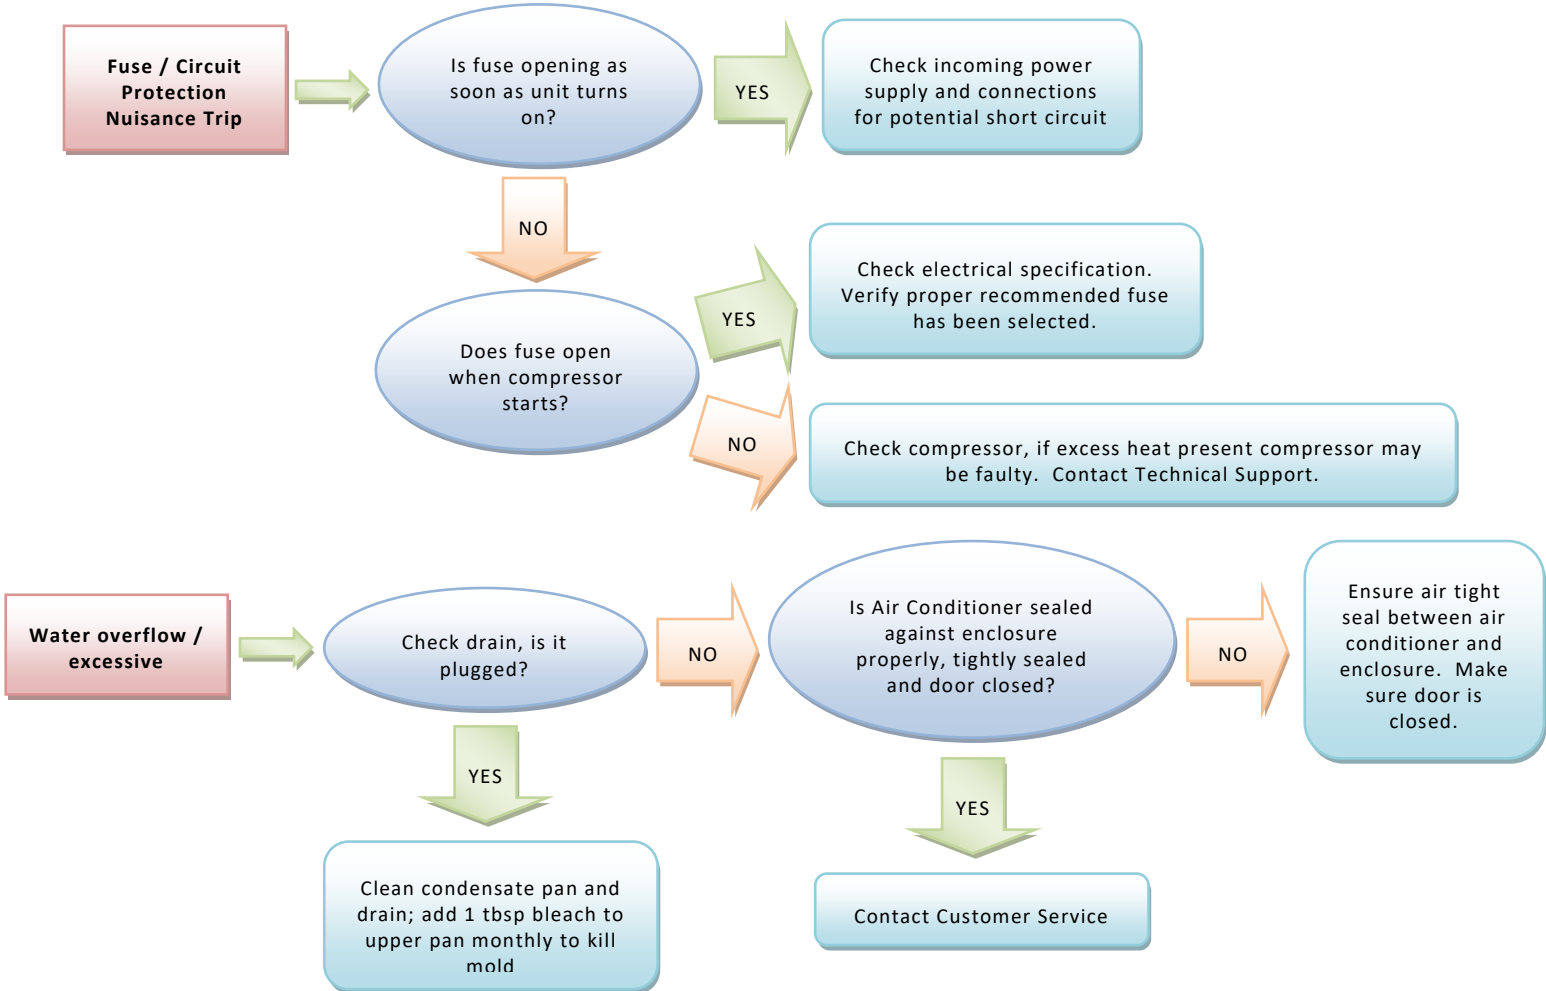 Fuse / Circuit
Protection
Nuisance Trip
Is fuse opening as
soon as unit turns
on?
YES
Check incoming power
supply and connections
for potential short circuit
NO
Does fuse open
when compressor
starts?
YES
Check electrical specification.
Verify proper recommended fuse
has been selected.
NO
Check compressor, if excess heat present compressor may
be faulty. Contact Technical Support.
Water overflow /
excessive
Check drain, is it
plugged?
NO
Is Air Conditioner sealed
against enclosure
properly, tightly sealed
and door closed?
NO
Ensure air tight
seal between air
conditioner and
enclosure. Make
sure door is
closed.
YES
Clean condensate pan and
drain; add 1 tbsp bleach to
upper pan monthly to kill
mold
YES
Contact Customer Service